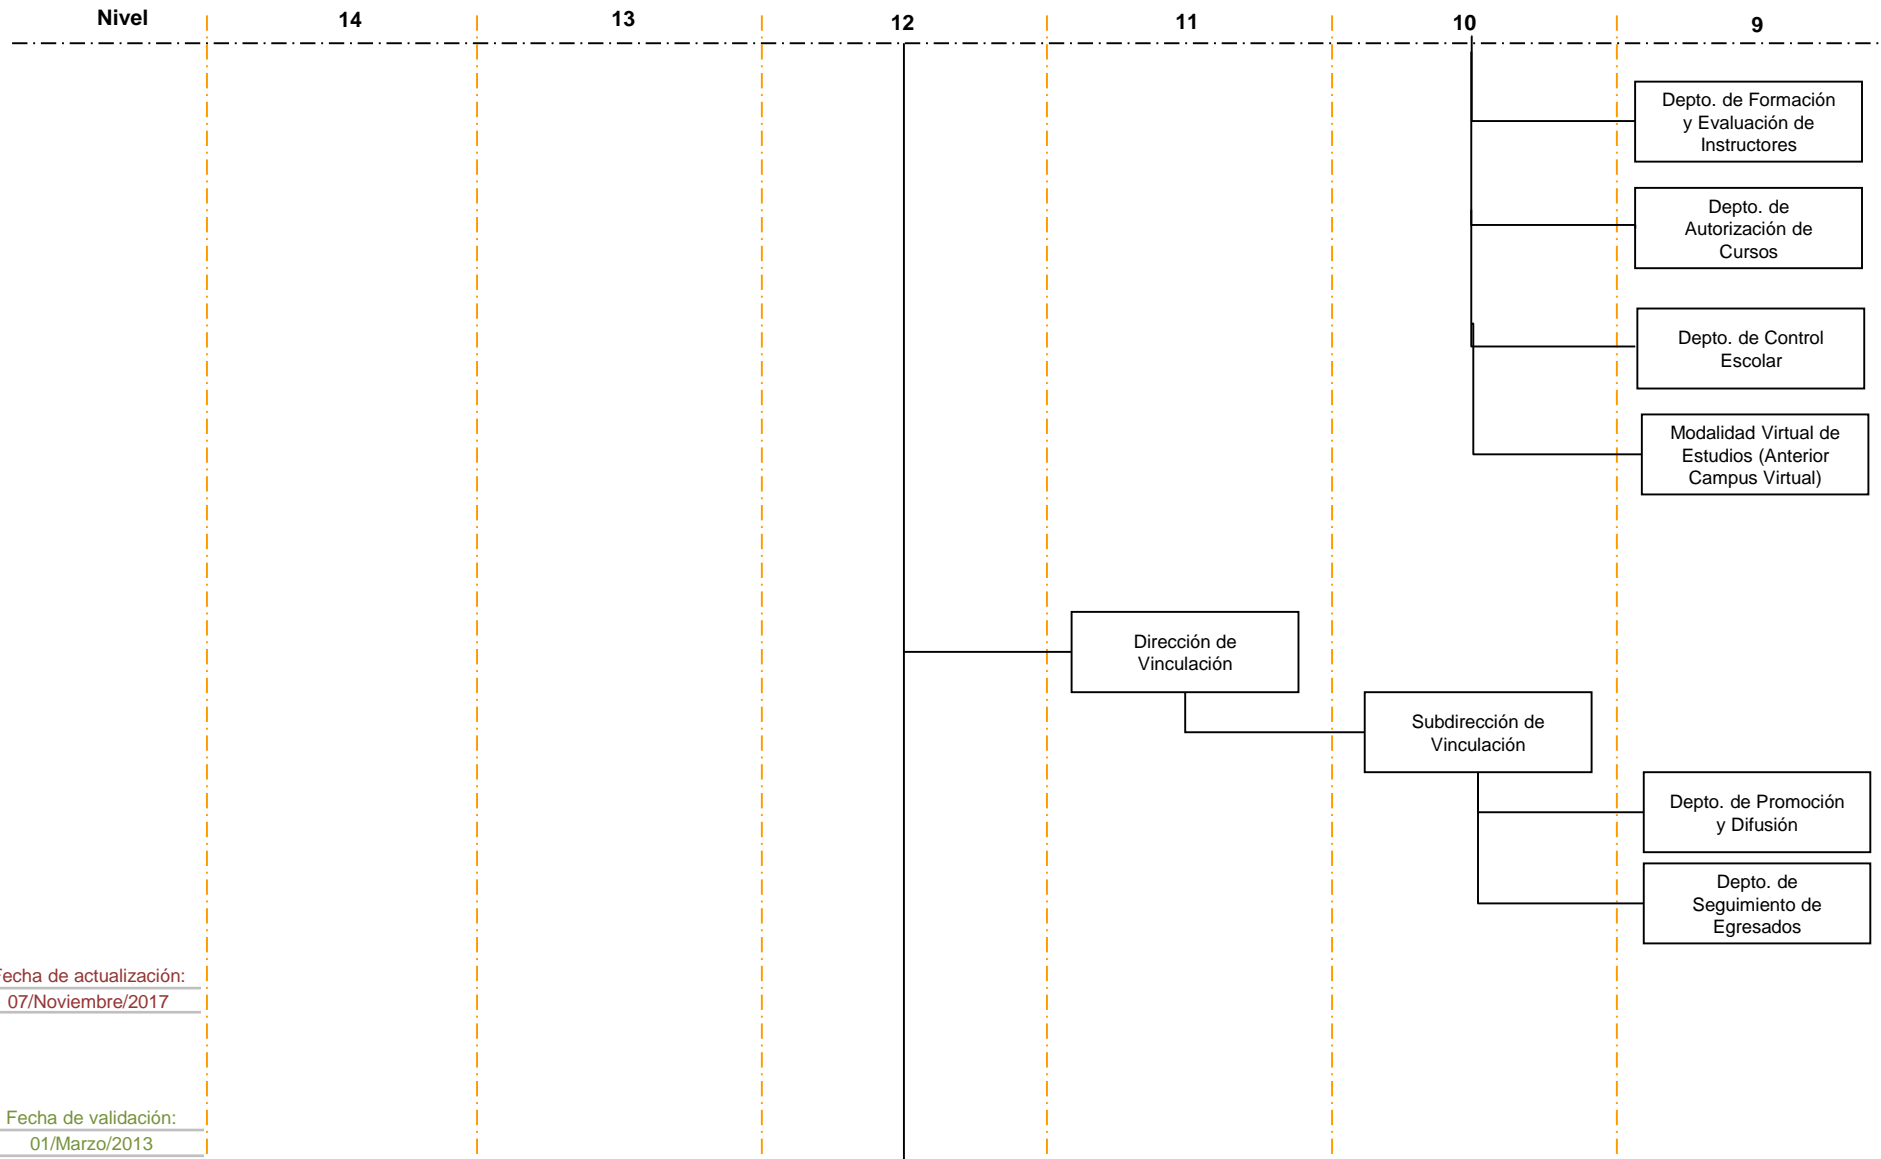 Nivel 14 13 12 11 10 9
Depto. de Formación
y Evaluación de
Instructores
Depto. de
Autorización de
Cursos
Depto. de Control
Escolar
Modalidad Virtual de
Estudios (Anterior
Campus Virtual)
Dirección de
Vinculación
Subdirección de
Vinculación
Depto. de Promoción
y Difusión
Depto. de
Seguimiento de
Egresados
Fecha de actualización:
07/Noviembre/2017
Fecha de validación:
01/Marzo/2013